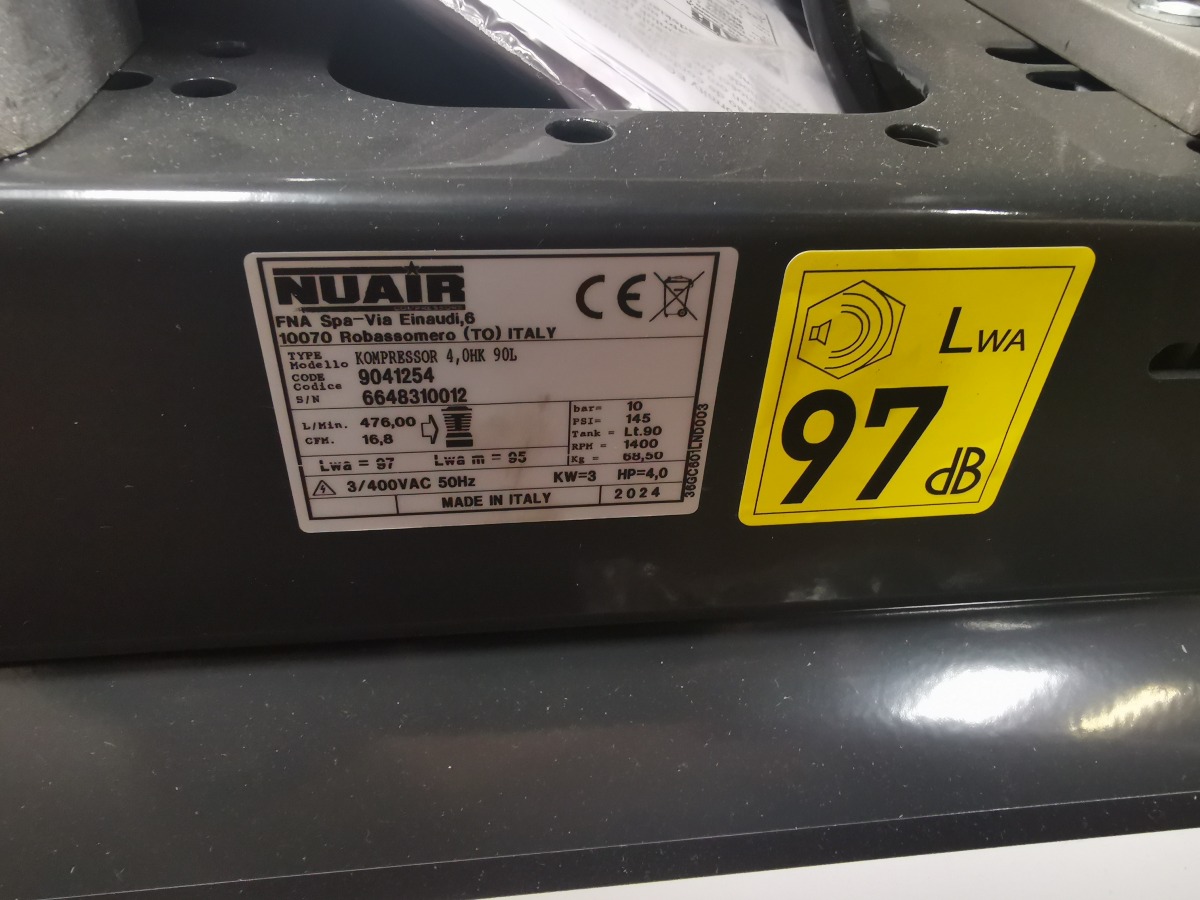 NUAIR
FNA Spa-Via Einaudi,6
10070 Robassomero (TO) ITALY
CE
TYPE
Modello
KOMPRESSOR 4,0HK 90L
CODE
Codice
9041254
S/N
6648310012
L/Min. 476,00
CFM. 16,8
bar= 10
PSI= 145
Tank = Lt.90
RPM = 1400
Kg = 68,50
Lwa = 97 Lwa m = 95
3/400VAC 50Hz KW=3 HP=4,0
MADE IN ITALY 2024
36GC601LND003
LWA
97 dB